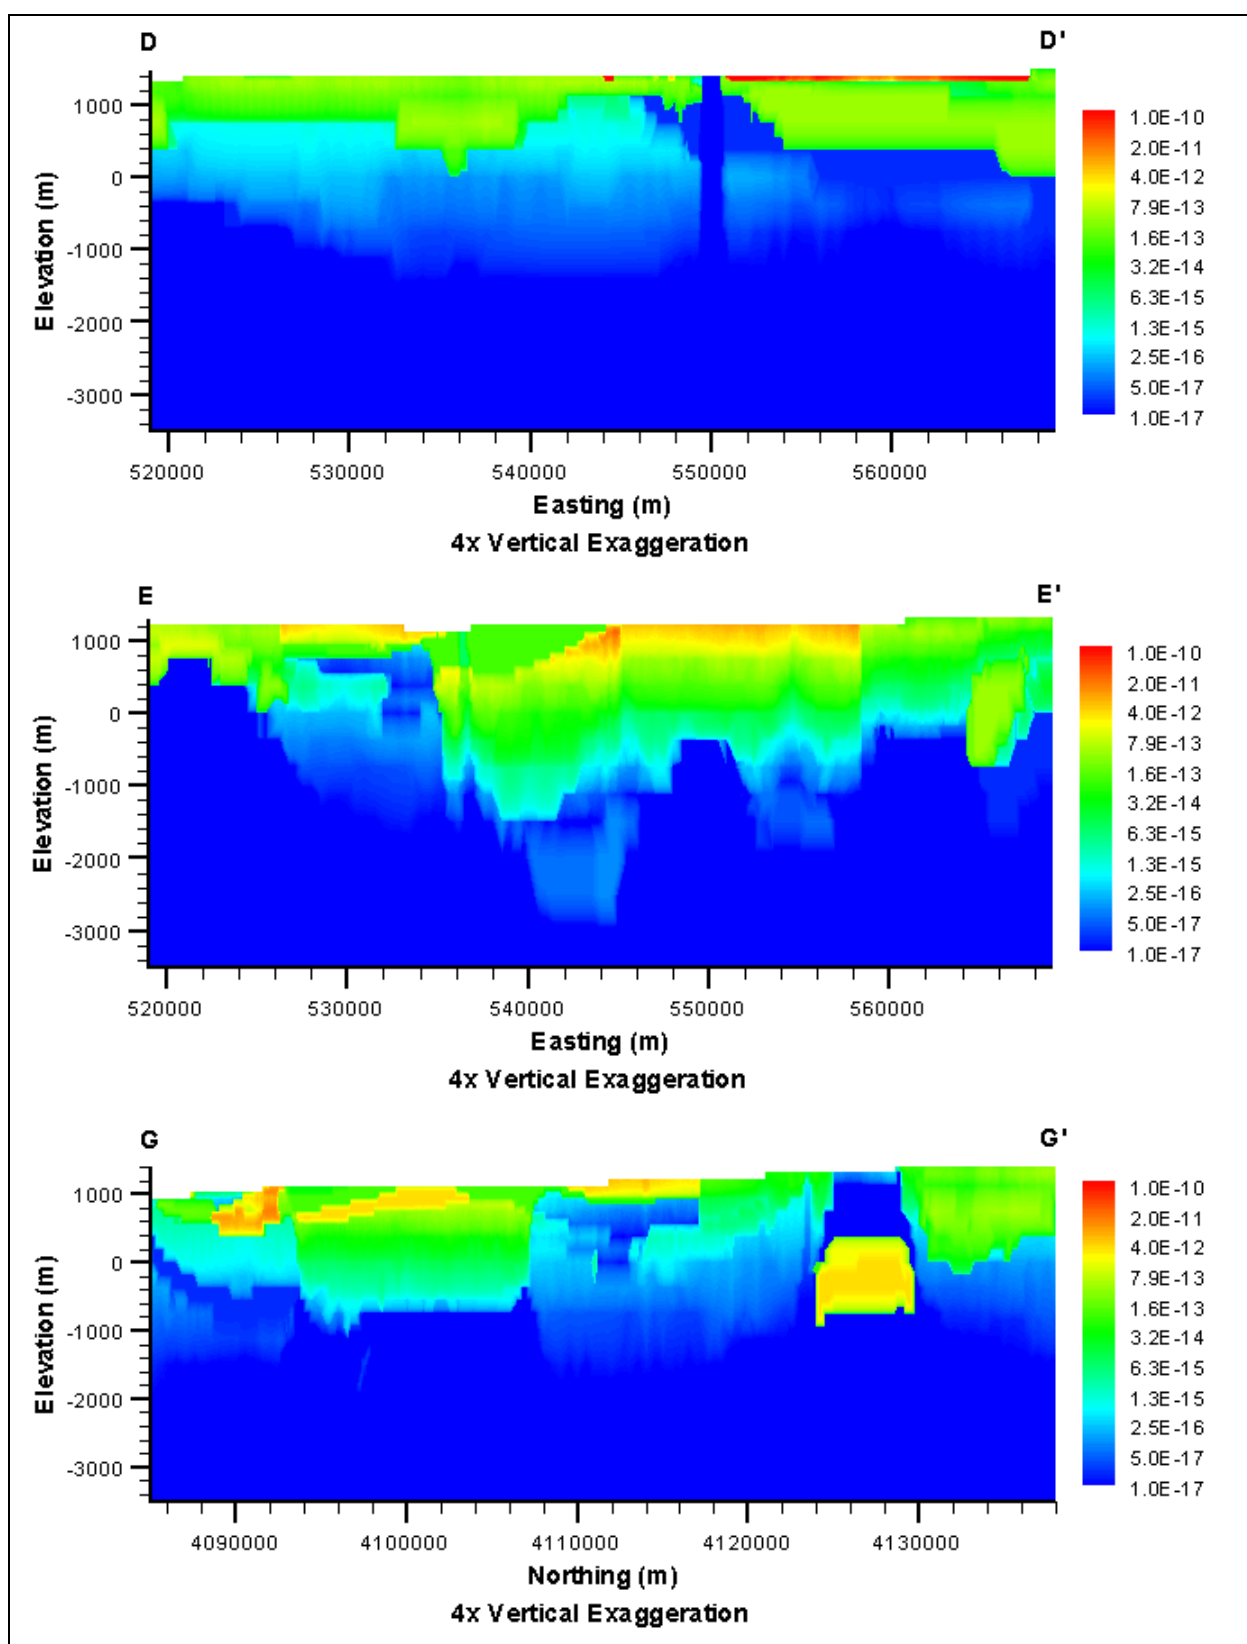 D D'
1000
0
-1000
-2000
-3000
Elevation (m)
520000 530000 540000 550000 560000
Easting (m)
4x Vertical Exaggeration
1.0E-10
2.0E-11
4.0E-12
7.9E-13
1.6E-13
3.2E-14
6.3E-15
1.3E-15
2.5E-16
5.0E-17
1.0E-17
E E'
1000
0
-1000
-2000
-3000
Elevation (m)
520000 530000 540000 550000 560000
Easting (m)
4x Vertical Exaggeration
1.0E-10
2.0E-11
4.0E-12
7.9E-13
1.6E-13
3.2E-14
6.3E-15
1.3E-15
2.5E-16
5.0E-17
1.0E-17
G G'
1000
0
-1000
-2000
-3000
Elevation (m)
4090000 4100000 4110000 4120000 4130000
Northing (m)
4x Vertical Exaggeration
1.0E-10
2.0E-11
4.0E-12
7.9E-13
1.6E-13
3.2E-14
6.3E-15
1.3E-15
2.5E-16
5.0E-17
1.0E-17